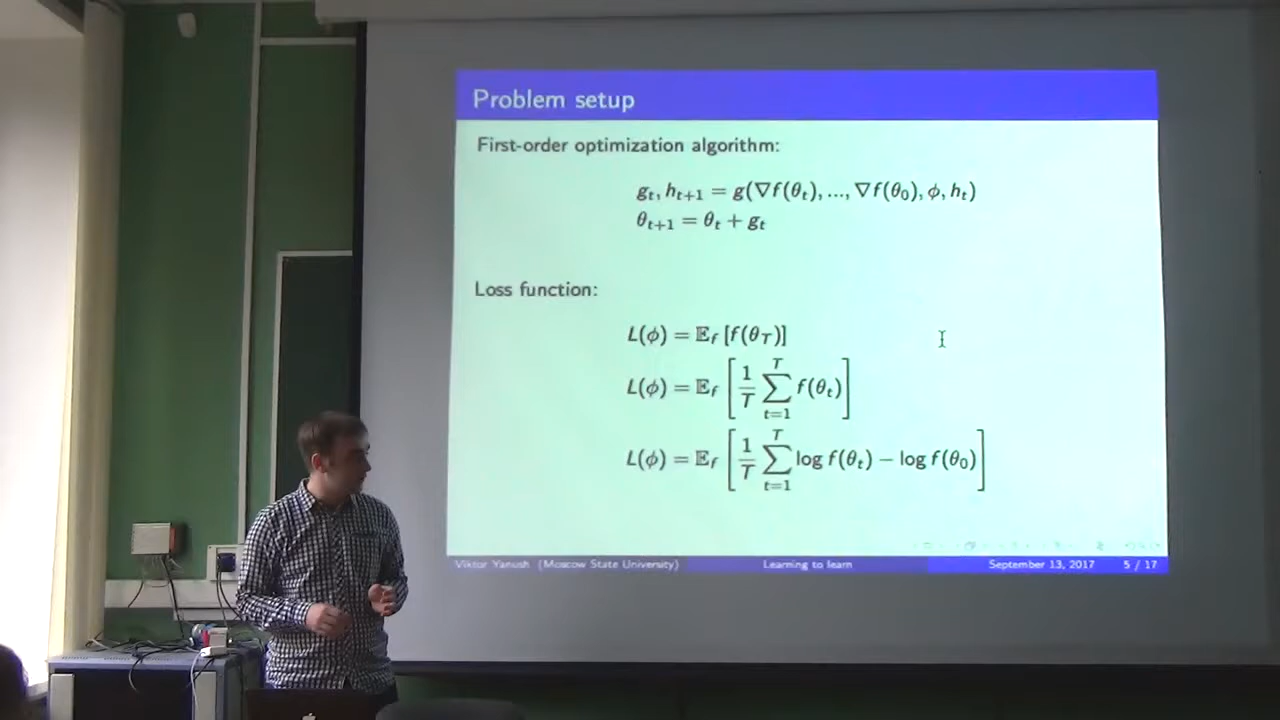 Problem setup
First-order optimization algorithm:
g_t, h_{t+1} = g(∇f(θ_t), ..., ∇f(θ_0), ϕ, h_t)
θ_{t+1} = θ_t + g_t
Loss function:
L(ϕ) = 𝔼_f [f(θ_T)]
L(ϕ) = 𝔼_f [1/T ∑_{t=1}^{T} f(θ_t)]
L(ϕ) = 𝔼_f [1/T ∑_{t=1}^{T} log f(θ_t) − log f(θ_0)]
Viktor Yanush (Moscow State University) Learning to learn September 13, 2017 5 / 17